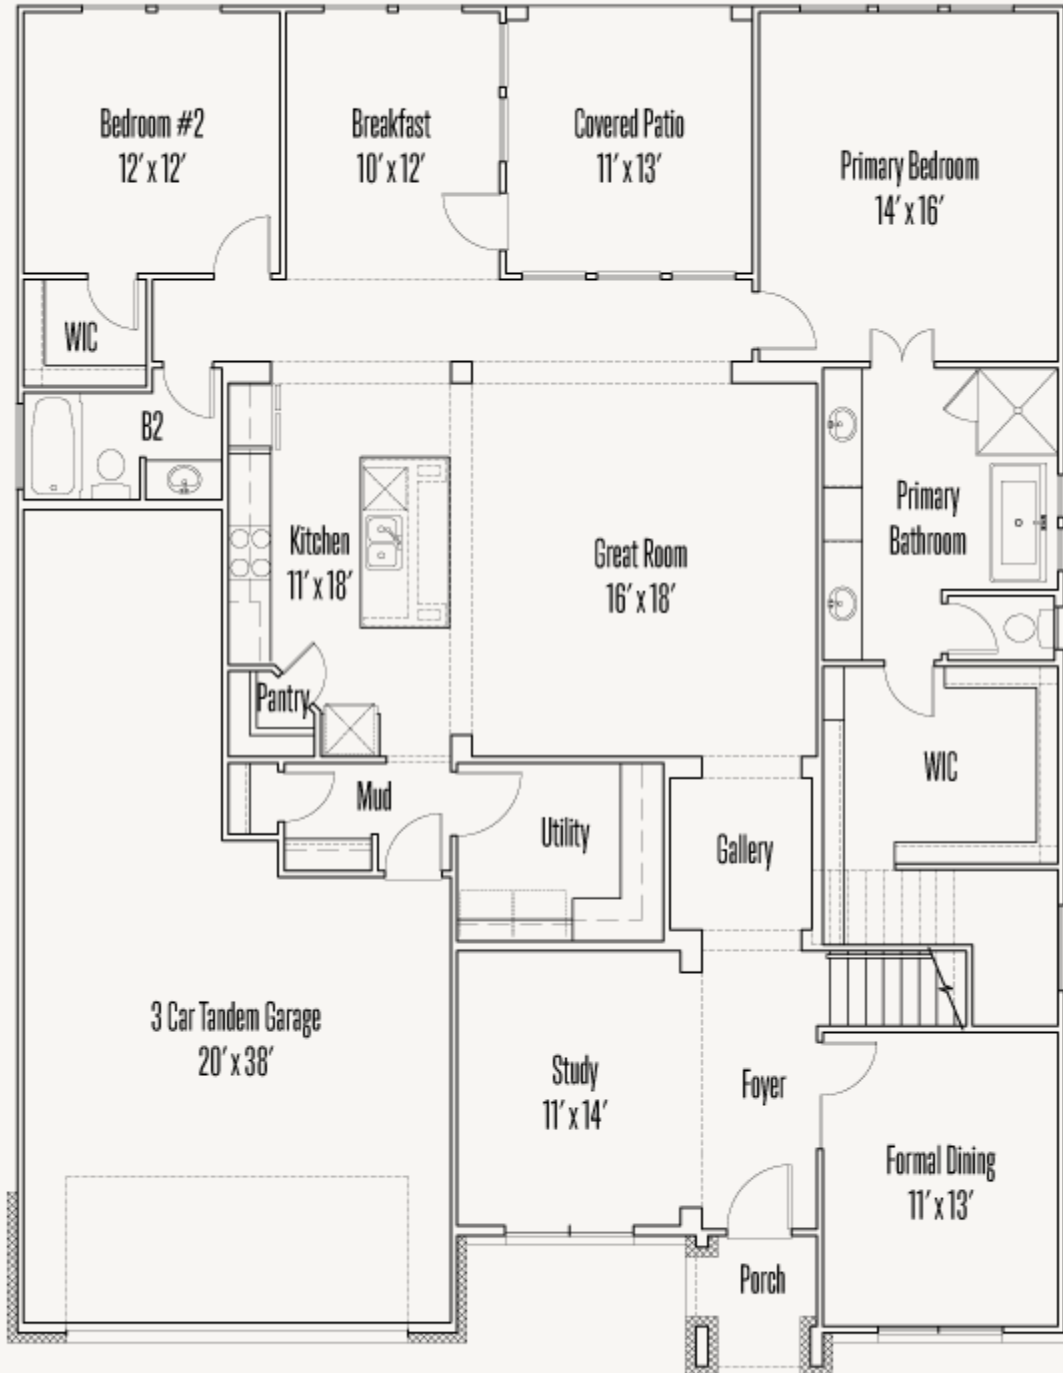 Bedroom #2
12′ x 12′
Breakfast
10′ x 12′
Covered Patio
11′ x 13′
Primary Bedroom
14′ x 16′
WIC
B2
Kitchen
11′ x 18′
Great Room
16′ x 18′
Primary
Bathroom
Pantry
Mud
Utility
Gallery
WIC
3 Car Tandem Garage
20′ x 38′
Study
11′ x 14′
Foyer
Formal Dining
11′ x 13′
Porch